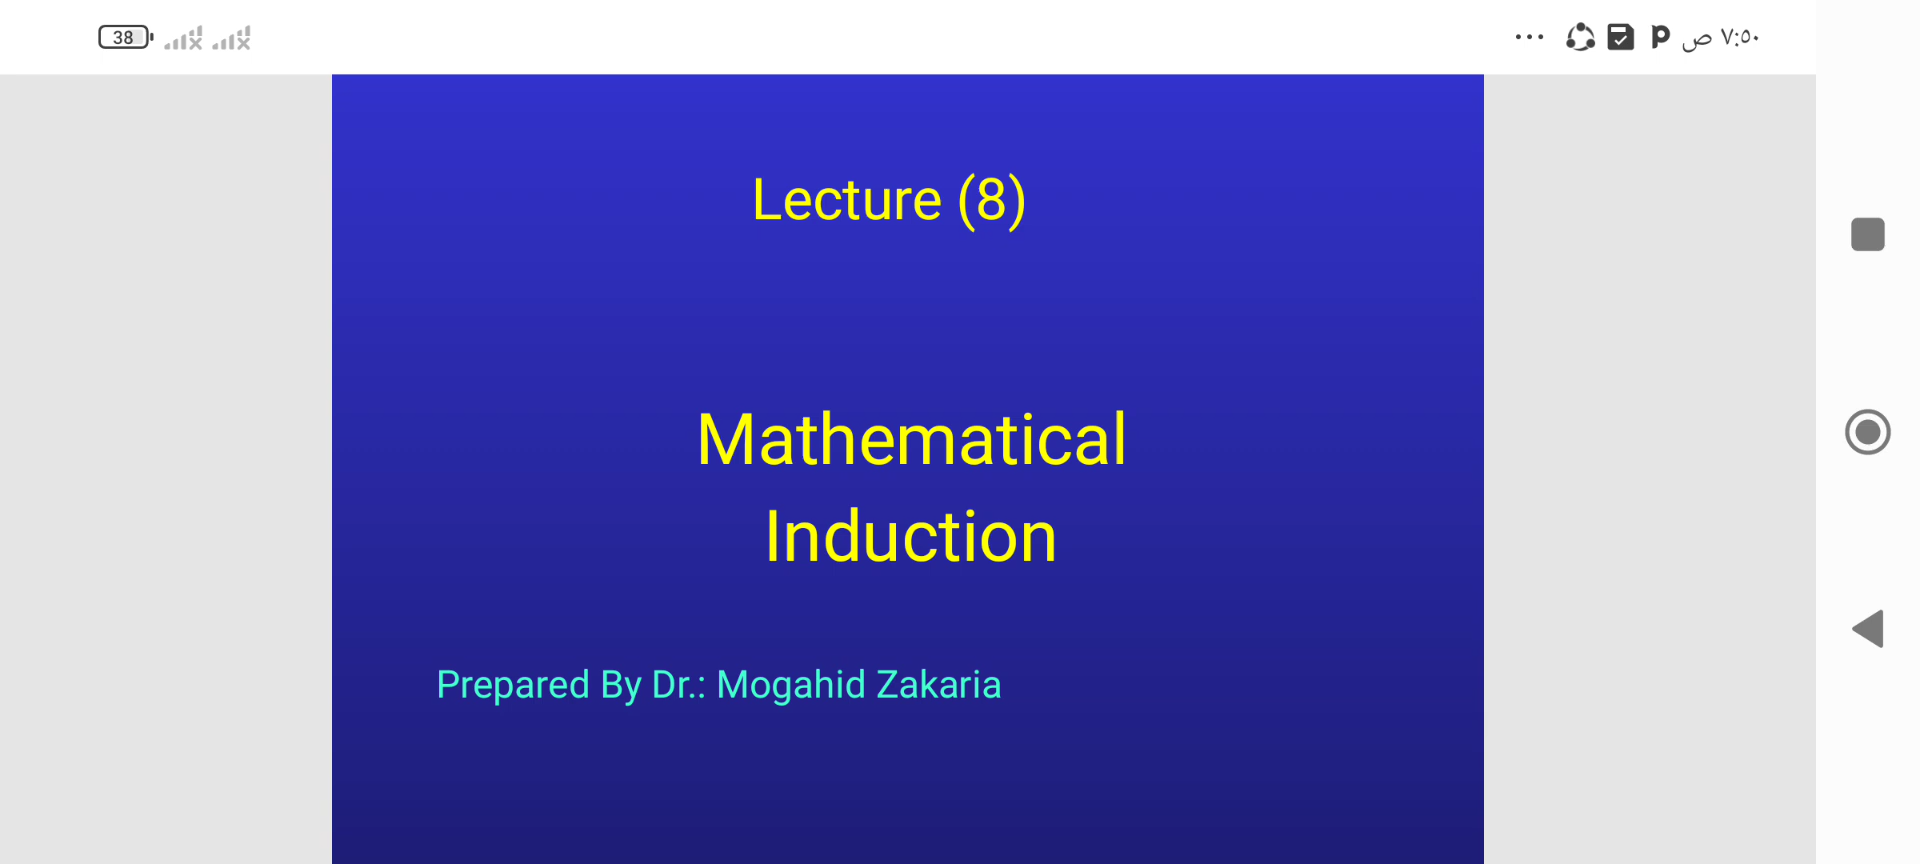 38
٧:٥٠ ص
Lecture (8)
Mathematical
Induction
Prepared By Dr.: Mogahid Zakaria